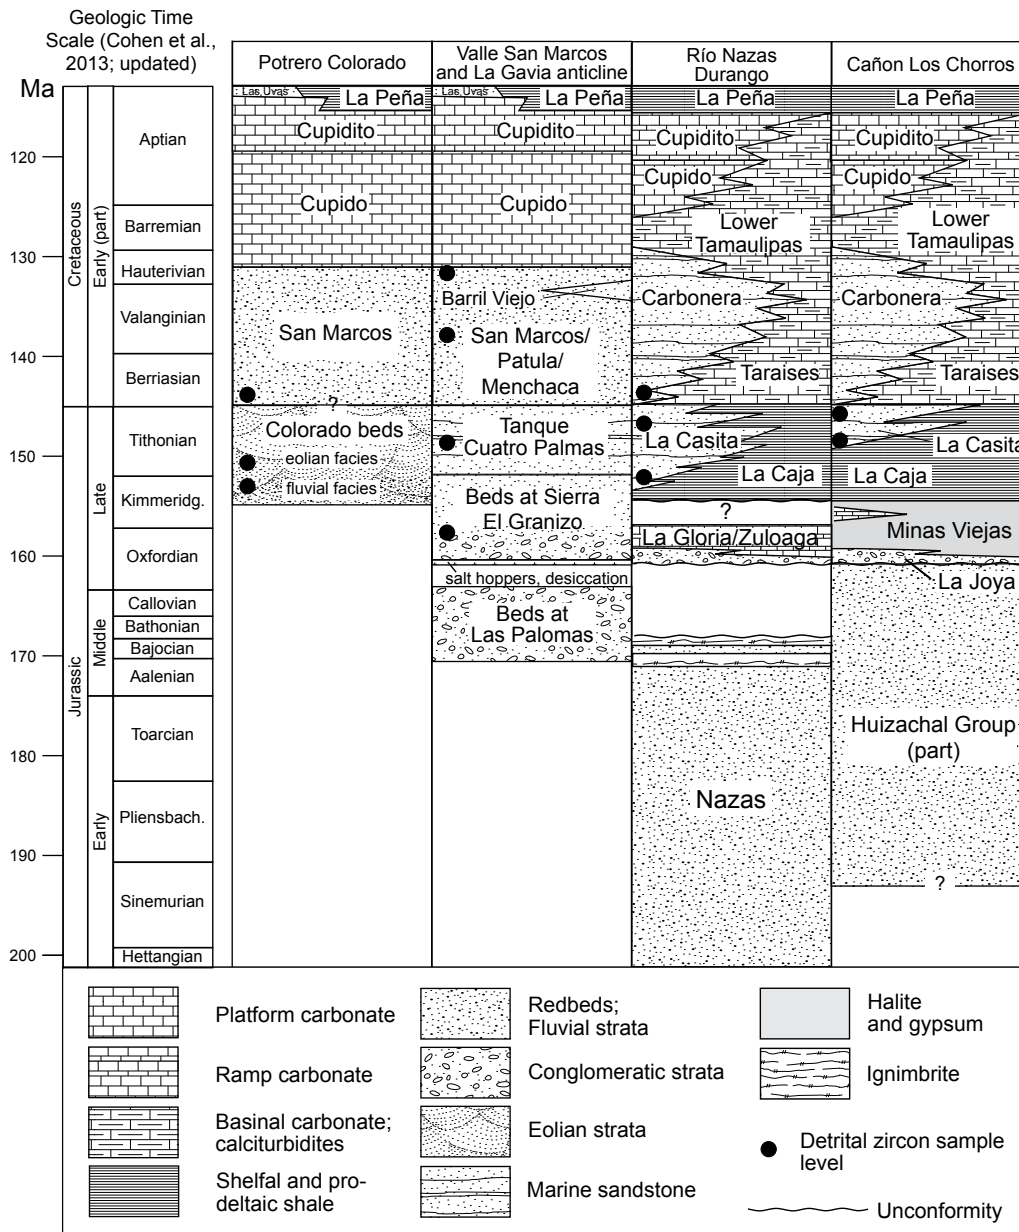 Geologic Time
Scale (Cohen et al.,
2013; updated)
Ma
Potrero Colorado
Valle San Marcos
and La Gavia anticline
Río Nazas
Durango
Cañon Los Chorros
120
130
140
150
160
170
180
190
200
Cretaceous
Jurassic
Early (part)
Late
Middle
Early
Aptian
Barremian
Hauterivian
Valanginian
Berriasian
Tithonian
Kimmeridg.
Oxfordian
Callovian
Bathonian
Bajocian
Aalenian
Toarcian
Pliensbach.
Sinemurian
Hettangian
Las Uvas
La Peña
Cupidito
Cupido
San Marcos
?
Colorado beds
eolian facies
fluvial facies
Las Uvas
La Peña
Cupidito
Cupido
Barril Viejo
San Marcos/
Patula/
Menchaca
Tanque
Cuatro Palmas
Beds at Sierra
El Granizo
salt hoppers, desiccation
Beds at
Las Palomas
La Peña
Cupidito
Cupido
Lower
Tamaulipas
Carbonera
Taraises
La Casita
La Caja
?
La Gloria/Zuloaga
Nazas
La Peña
Cupidito
Cupido
Lower
Tamaulipas
Carbonera
Taraises
La Casita
La Caja
Minas Viejas
La Joya
Huizachal Group
(part)
?
Platform carbonate
Ramp carbonate
Basinal carbonate;
calciturbidites
Shelfal and pro-
deltaic shale
Redbeds;
Fluvial strata
Conglomeratic strata
Eolian strata
Marine sandstone
Halite
and gypsum
Ignimbrite
Detrital zircon sample
level
Unconformity